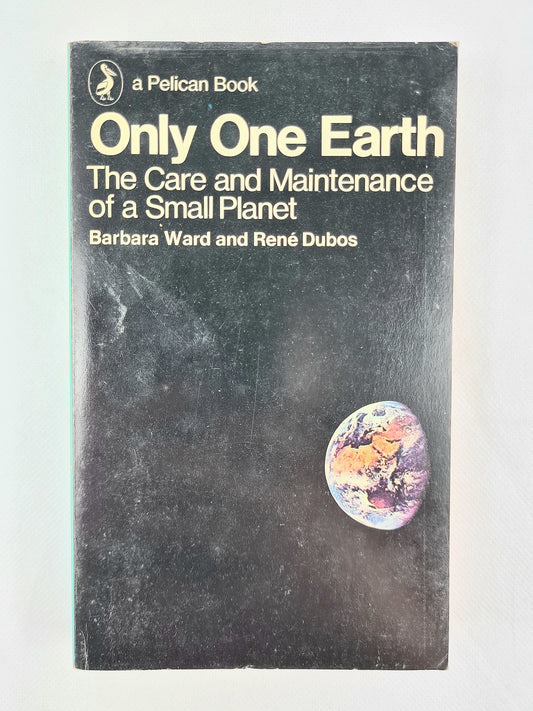 a Pelican Book
Only One Earth
The Care and Maintenance
of a Small Planet
Barbara Ward and René Dubos